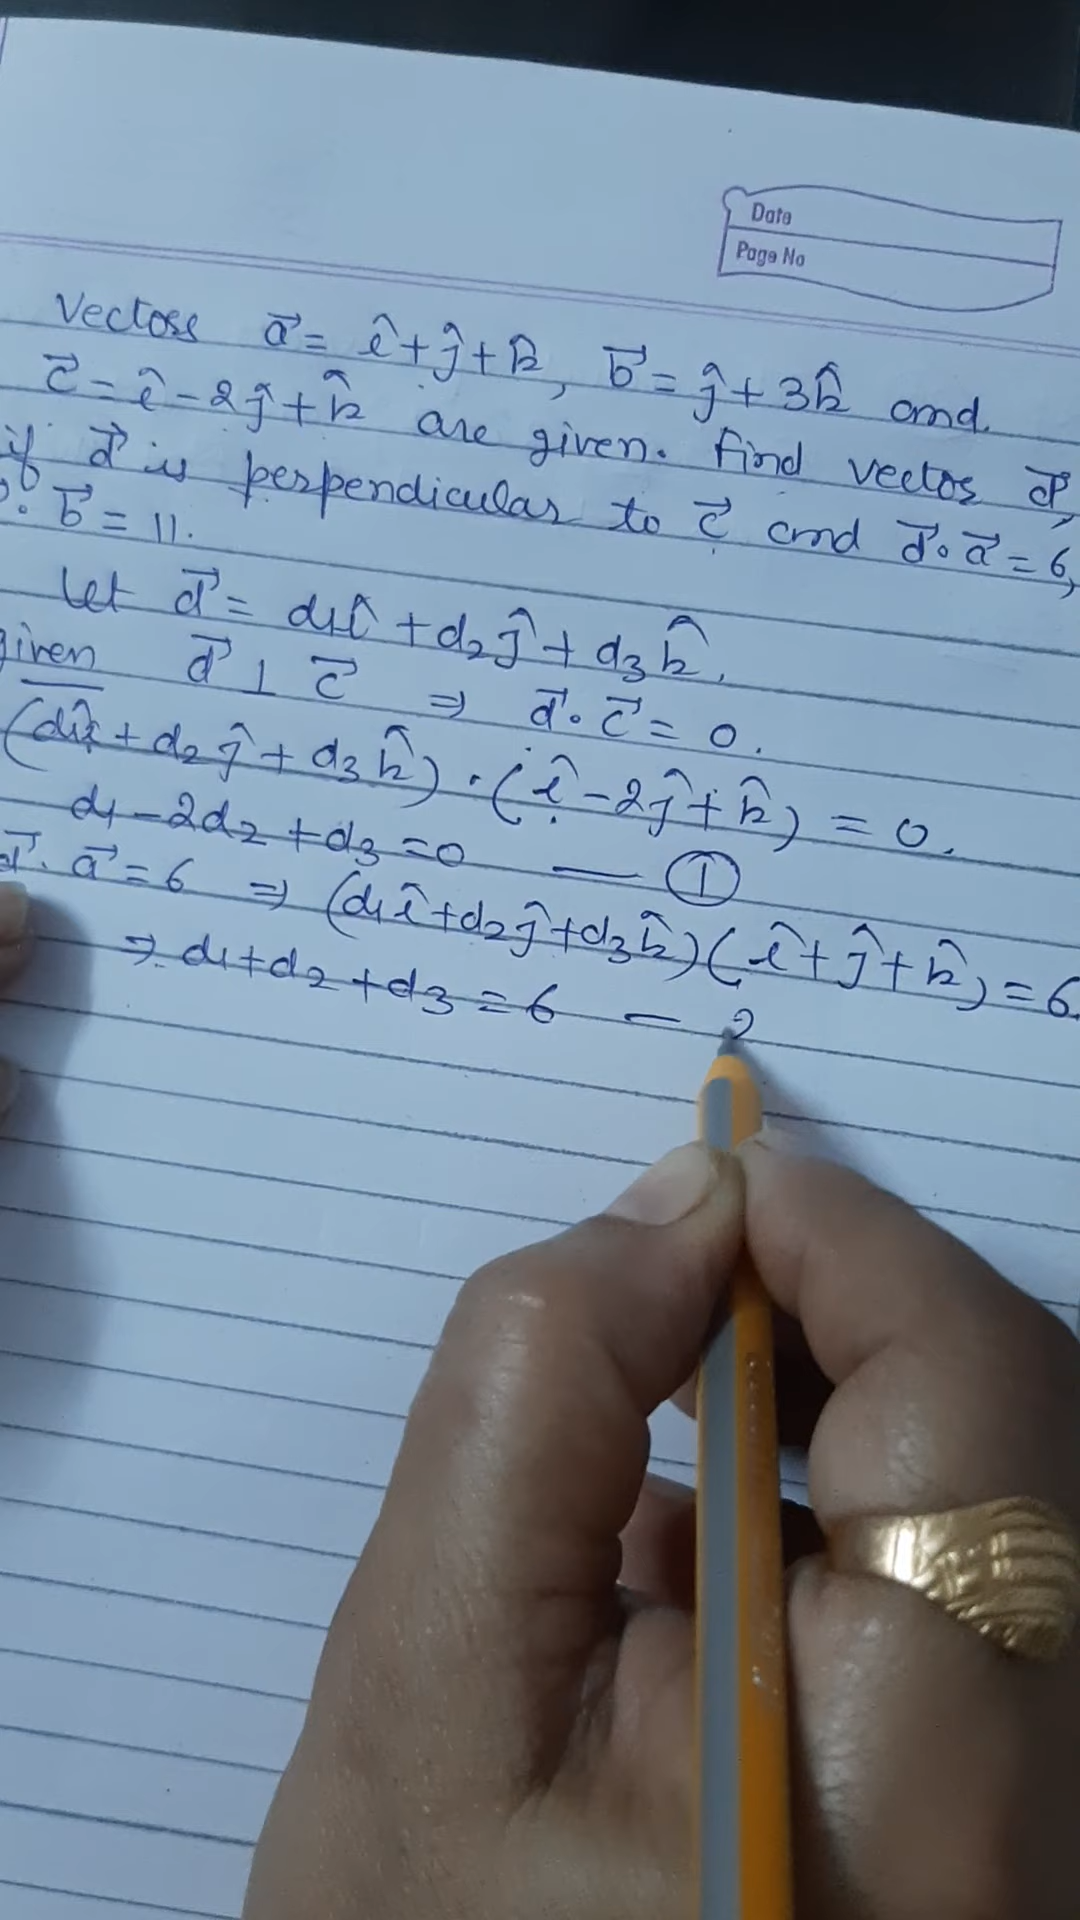 Date
Page No
Vectors a⃗ = î + ĵ + k̂, b⃗ = ĵ + 3k̂ and
c⃗ = î - 2ĵ + k̂ are given. Find vector d⃗,
if d⃗ is perpendicular to c⃗ and d⃗·a⃗ = 6,
· b⃗ = 11.
Let d⃗ = d₁î + d₂ĵ + d₃k̂,
given d⃗ ⊥ c⃗ ⇒ d⃗·c⃗ = 0.
(d₁î + d₂ĵ + d₃k̂)·(î - 2ĵ + k̂) = 0.
d₁ - 2d₂ + d₃ = 0 — ①
d⃗·a⃗ = 6 ⇒ (d₁î + d₂ĵ + d₃k̂)(î + ĵ + k̂) = 6.
⇒ d₁ + d₂ + d₃ = 6 — 2